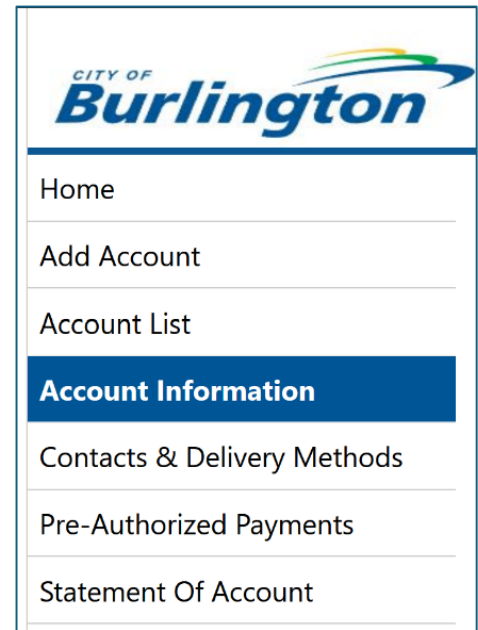 CITY OF
Burlington
Home
Add Account
Account List
Account Information
Contacts & Delivery Methods
Pre-Authorized Payments
Statement Of Account